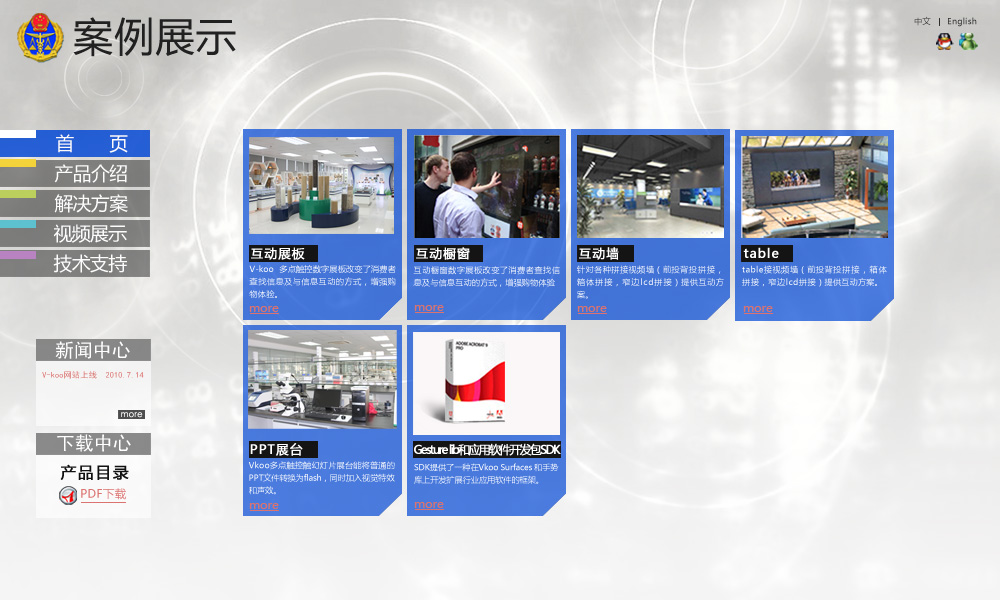 案例展示
中文 | English
首 页
产品介绍
解决方案
视频展示
技术支持
新闻中心
V-koo网站上线 2010. 7. 14
more
下载中心
产品目录
PDF下载
互动展板
V-koo 多点触控数字展板改变了消费者
查找信息及与信息互动的方式，增强购
物体验。
more
互动橱窗
互动橱窗数字展板改变了消费者查找信
息及与信息互动的方式，增强购物体验
more
互动墙
针对各种拼接视频墙（前投背投拼接，
箱体拼接，窄边lcd拼接）提供互动方
案。
more
table
table接视频墙（前投背投拼接，箱体
拼接，窄边lcd拼接）提供互动方案。
more
PPT展台
Vkoo多点触控触幻灯片展台能将普通的
PPT文件转换为flash，同时加入视觉特效
和声效。
more
ADOBE ACROBAT 9
PRO
Gesture lib和应用软件开发包SDK
SDK提供了一种在Vkoo Surfaces 和手势
库上开发扩展行业应用软件的框架。
more